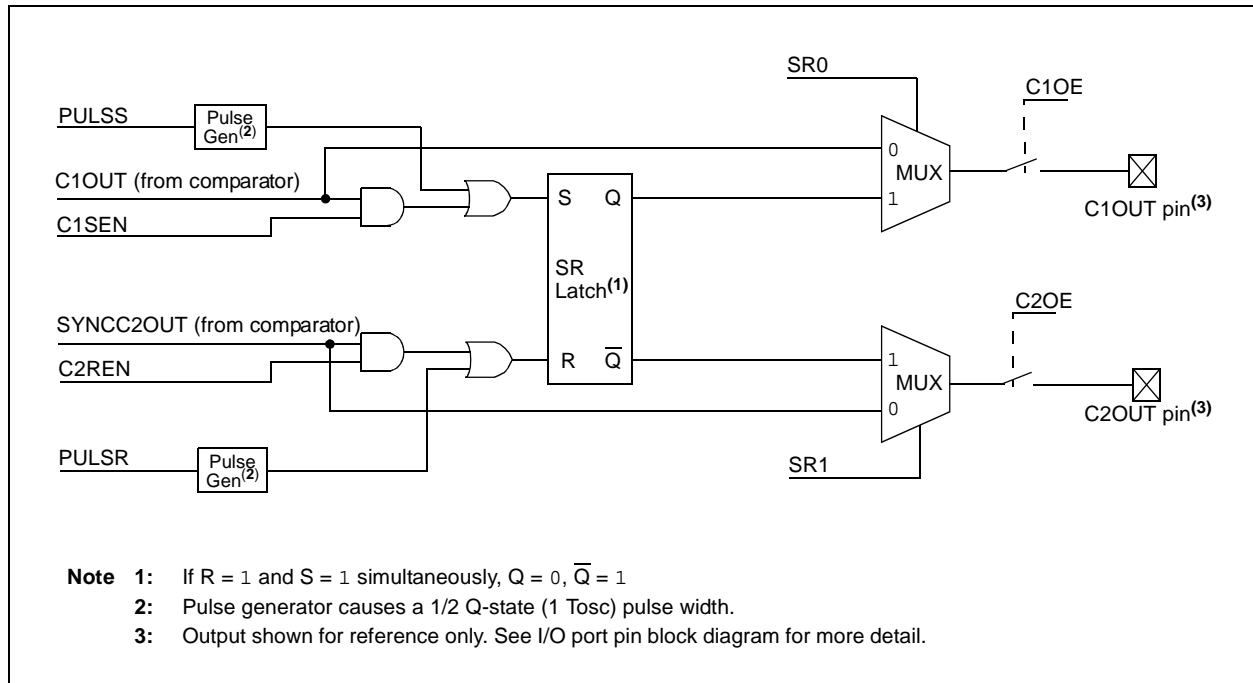 SR0
C1OE
PULSS
Pulse
Gen(2)
C1OUT (from comparator)
0
MUX
1
C1SEN
S Q
C1OUT pin(3)
SR
Latch(1)
SYNCC2OUT (from comparator)
C2OE
C2REN
R Q̅
1
MUX
0
C2OUT pin(3)
PULSR
Pulse
Gen(2)
SR1
Note 1: If R = 1 and S = 1 simultaneously, Q = 0, Q̅ = 1
2: Pulse generator causes a 1/2 Q-state (1 Tosc) pulse width.
3: Output shown for reference only. See I/O port pin block diagram for more detail.